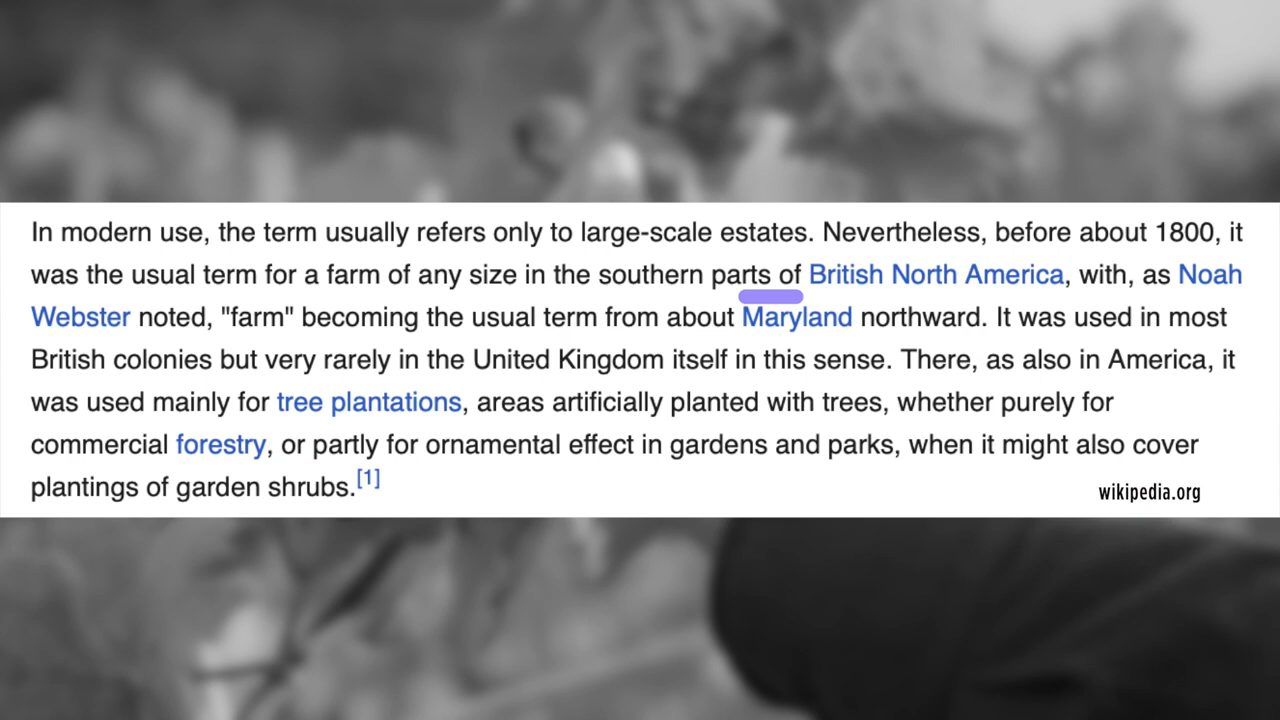 In modern use, the term usually refers only to large-scale estates. Nevertheless, before about 1800, it
was the usual term for a farm of any size in the southern parts of British North America, with, as Noah
Webster noted, "farm" becoming the usual term from about Maryland northward. It was used in most
British colonies but very rarely in the United Kingdom itself in this sense. There, as also in America, it
was used mainly for tree plantations, areas artificially planted with trees, whether purely for
commercial forestry, or partly for ornamental effect in gardens and parks, when it might also cover
plantings of garden shrubs.[1]
wikipedia.org